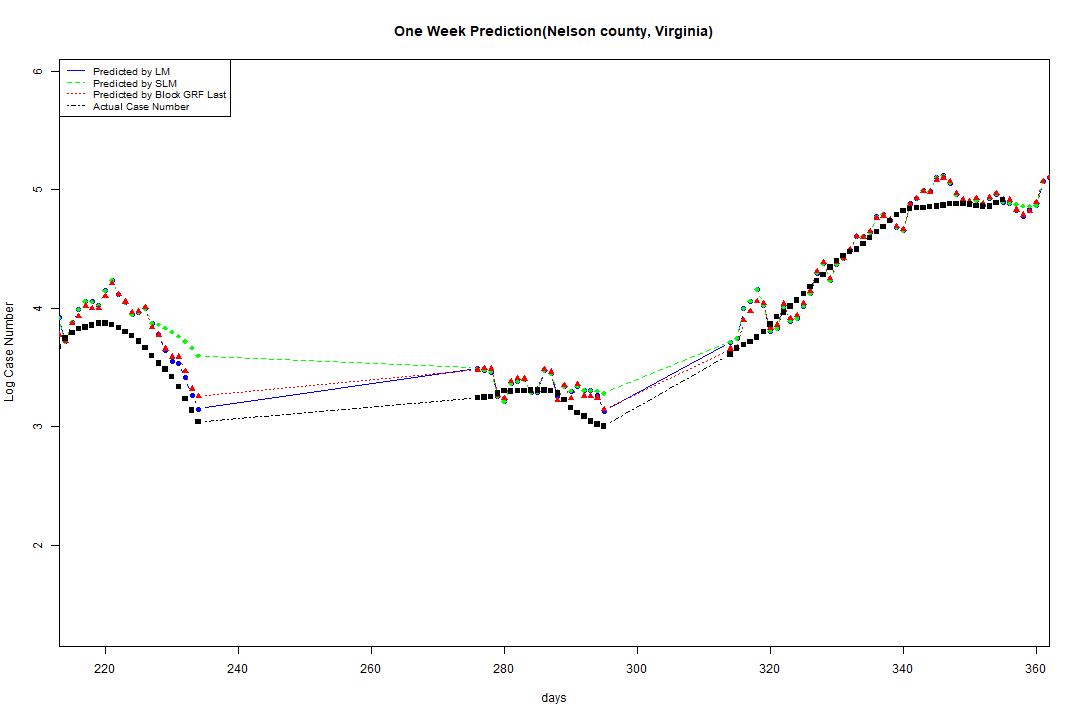 One Week Prediction(Nelson county, Virginia)
Predicted by LM
Predicted by SLM
Predicted by Block GRF Last
Actual Case Number
6
5
4
3
2
Log Case Number
220 240 260 280 300 320 340 360
days